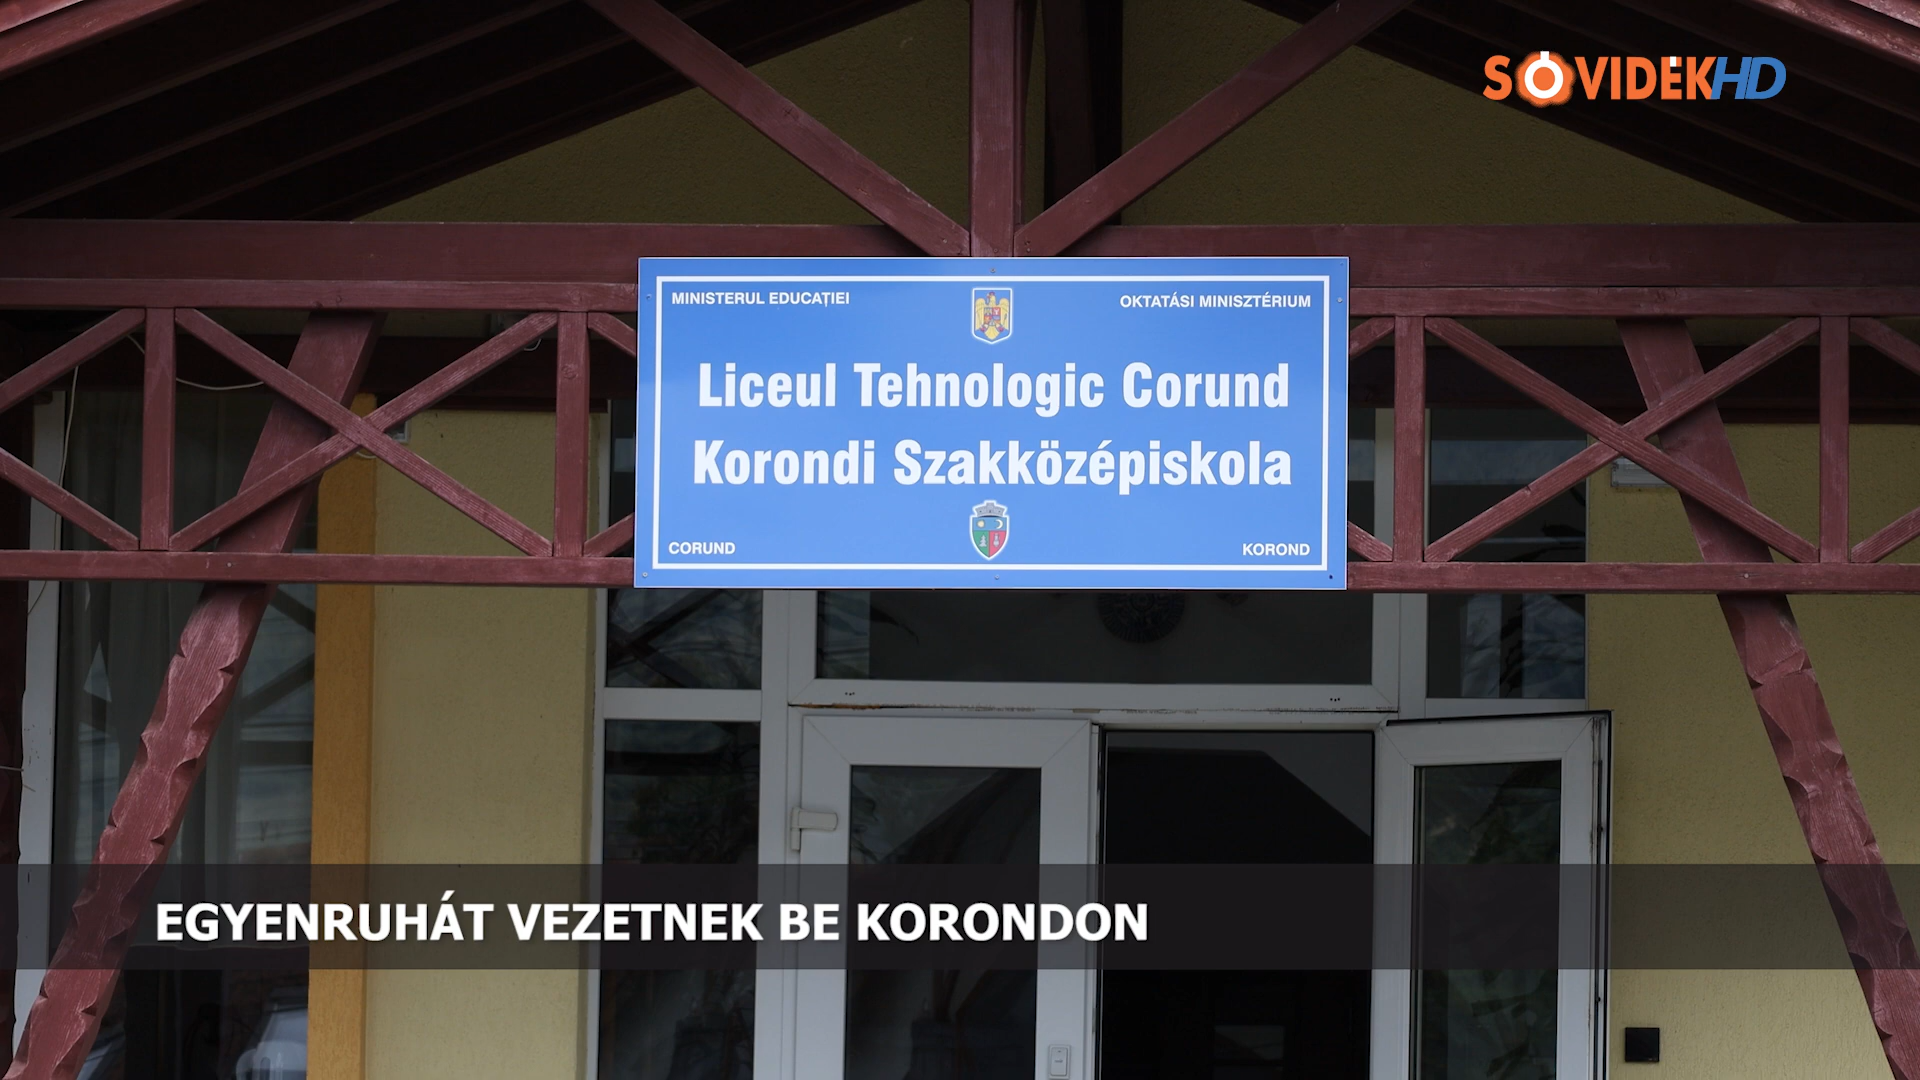 SÓVIDÉKHD
MINISTERUL EDUCAȚIEI
OKTATÁSI MINISZTÉRIUM
Liceul Tehnologic Corund
Korondi Szakközépiskola
CORUND
KOROND
EGYENRUHÁT VEZETNEK BE KORONDON